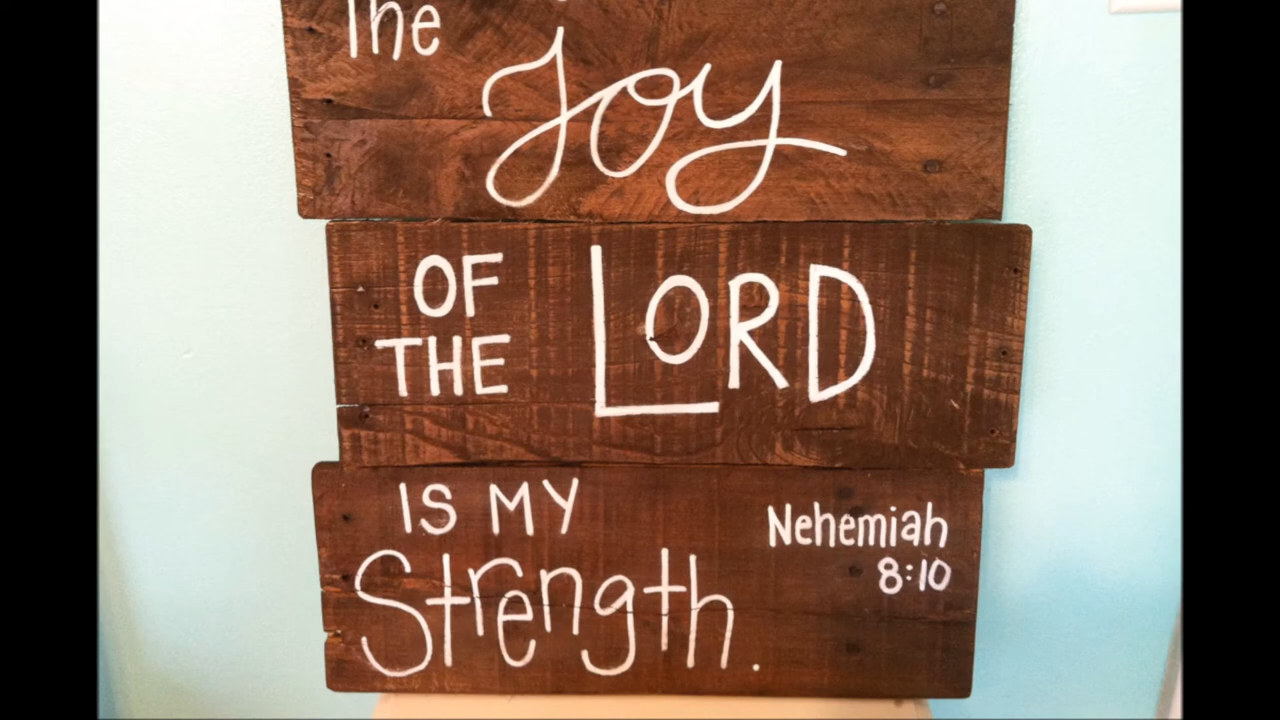 The
Joy
OF
THE LORD
IS MY
Strength.
Nehemiah
8:10